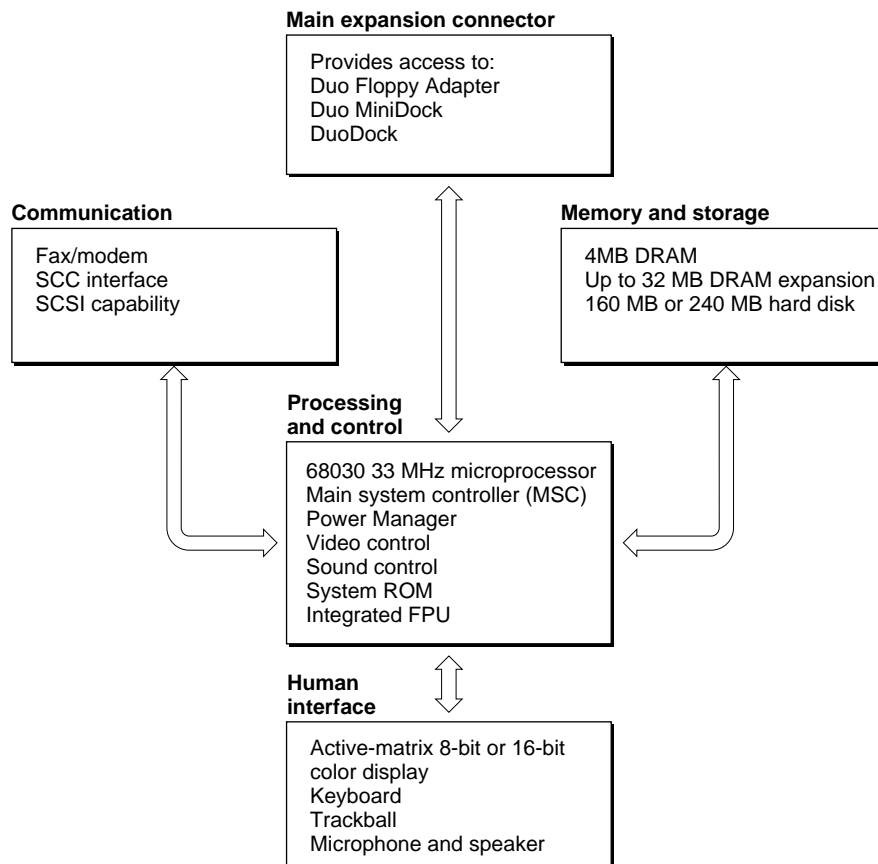 Main expansion connector
Provides access to:
Duo Floppy Adapter
Duo MiniDock
DuoDock
Communication
Fax/modem
SCC interface
SCSI capability
Memory and storage
4MB DRAM
Up to 32 MB DRAM expansion
160 MB or 240 MB hard disk
Processing
and control
68030 33 MHz microprocessor
Main system controller (MSC)
Power Manager
Video control
Sound control
System ROM
Integrated FPU
Human
interface
Active-matrix 8-bit or 16-bit
color display
Keyboard
Trackball
Microphone and speaker